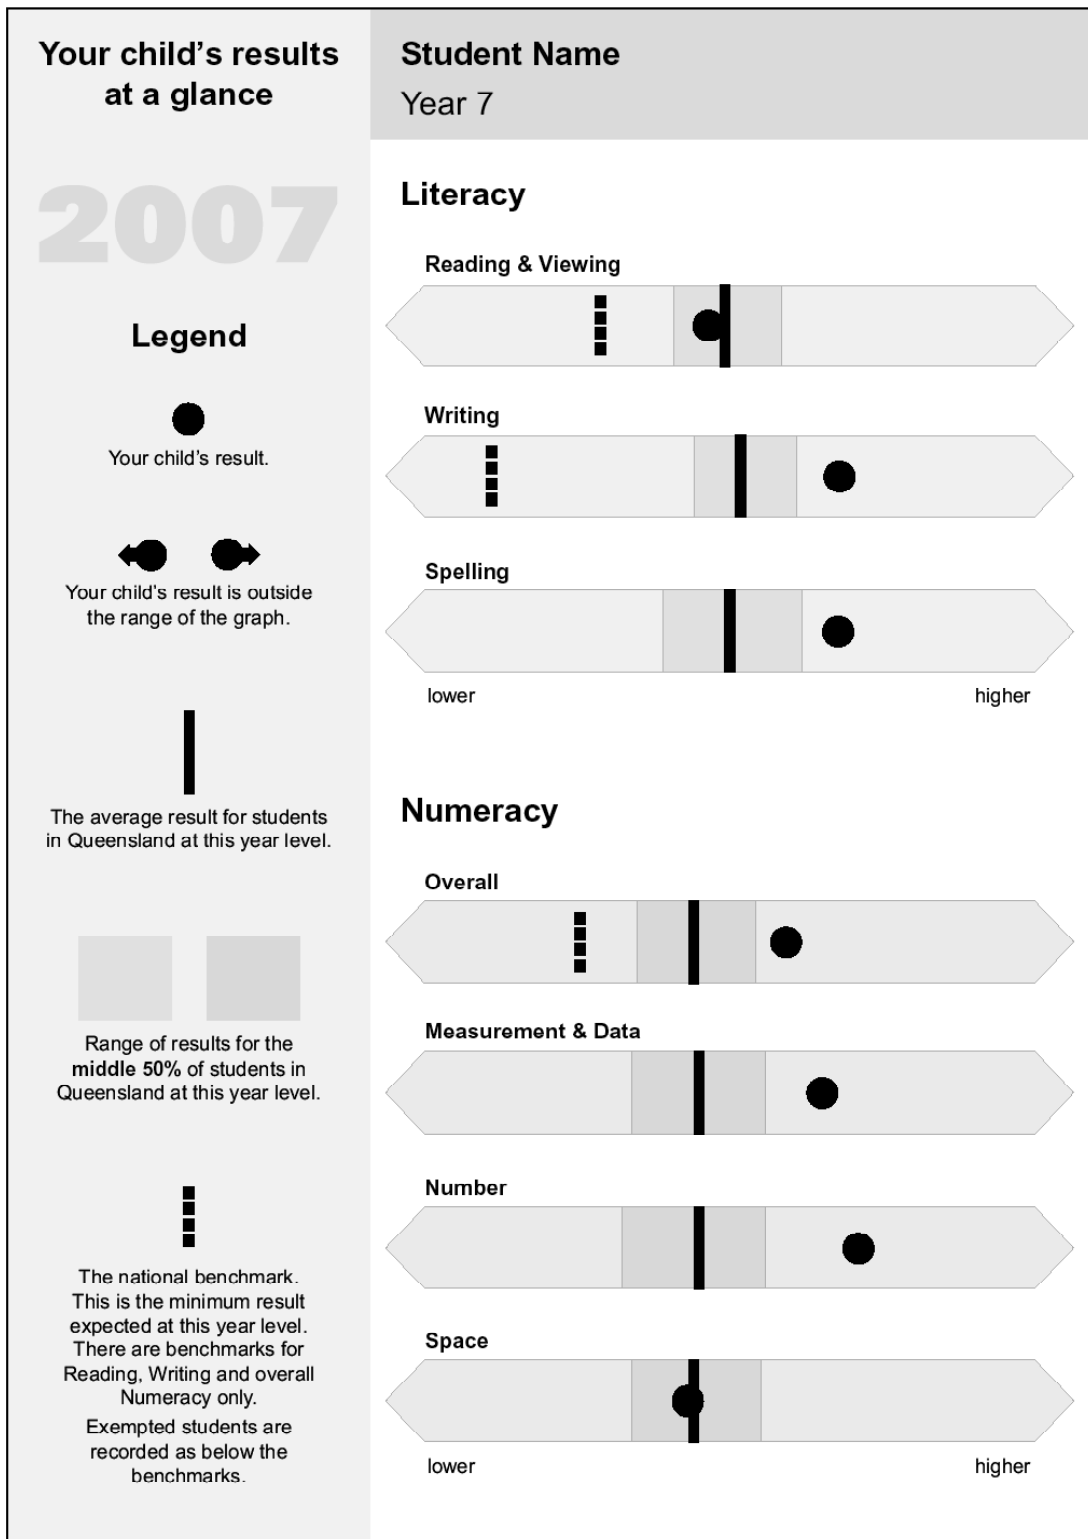 Your child's results
at a glance
2007
Legend
Your child's result.
Your child's result is outside
the range of the graph.
The average result for students
in Queensland at this year level.
Range of results for the
middle 50% of students in
Queensland at this year level.
The national benchmark.
This is the minimum result
expected at this year level.
There are benchmarks for
Reading, Writing and overall
Numeracy only.
Exempted students are
recorded as below the
benchmarks.
Student Name
Year 7
Literacy
Reading & Viewing
Writing
Spelling
lower higher
Numeracy
Overall
Measurement & Data
Number
Space
lower higher